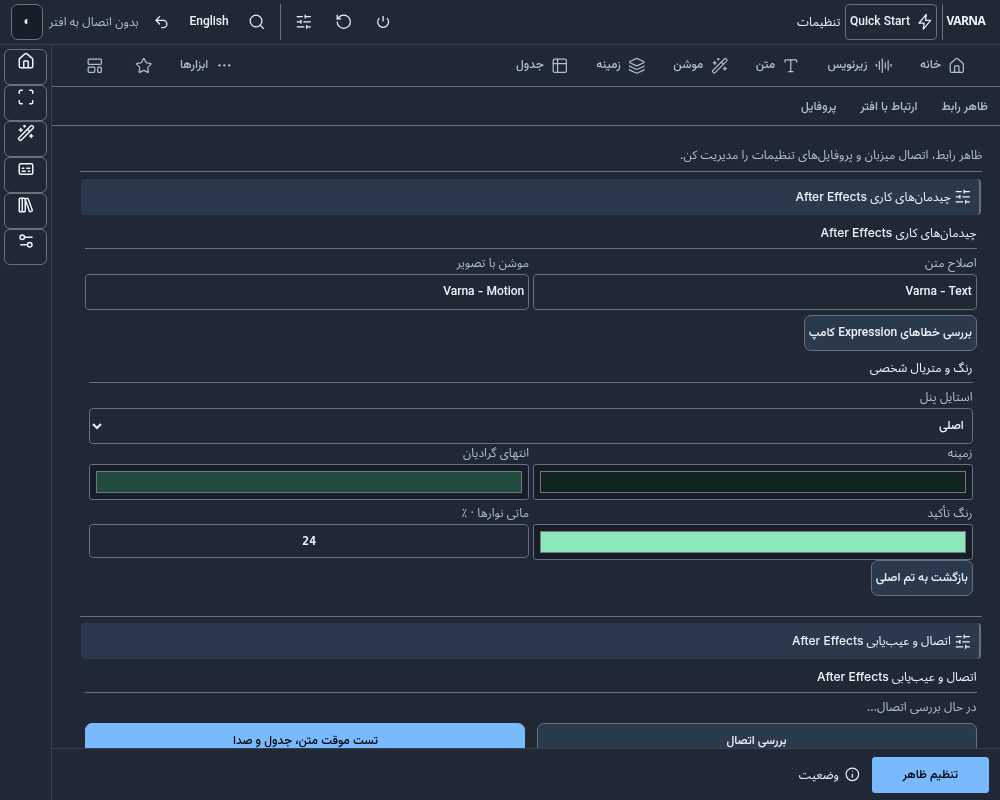 VARNA
Quick Start
تنظیمات
English
بدون اتصال به افتر
خانه
زیرنویس
متن
موشن
زمینه
جدول
ابزارها
ظاهر رابط
ارتباط با افتر
پروفایل
ظاهر رابط، اتصال میزبان و پروفایل‌های تنظیمات را مدیریت کن.
چیدمان‌های کاری After Effects
چیدمان‌های کاری After Effects
اصلاح متن
موشن با تصویر
Varna - Text
Varna - Motion
بررسی خطاهای Expression کامپ
رنگ و متریال شخصی
استایل پنل
اصلی
زمینه
انتهای گرادیان
رنگ تأکید
ماتی نوارها · ٪
24
بازگشت به تم اصلی
اتصال و عیب‌یابی After Effects
اتصال و عیب‌یابی After Effects
در حال بررسی اتصال...
بررسی اتصال
تست موقت متن، جدول و صدا
تنظیم ظاهر
وضعیت